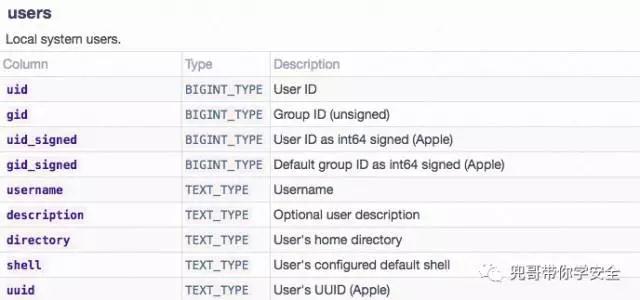 users
Local system users.
Column Type Description
uid BIGINT_TYPE User ID
gid BIGINT_TYPE Group ID (unsigned)
uid_signed BIGINT_TYPE User ID as int64 signed (Apple)
gid_signed BIGINT_TYPE Default group ID as int64 signed (Apple)
username TEXT_TYPE Username
description TEXT_TYPE Optional user description
directory TEXT_TYPE User's home directory
shell TEXT_TYPE User's configured default shell
uuid TEXT_TYPE User's UUID (Apple)
兜哥带你学安全